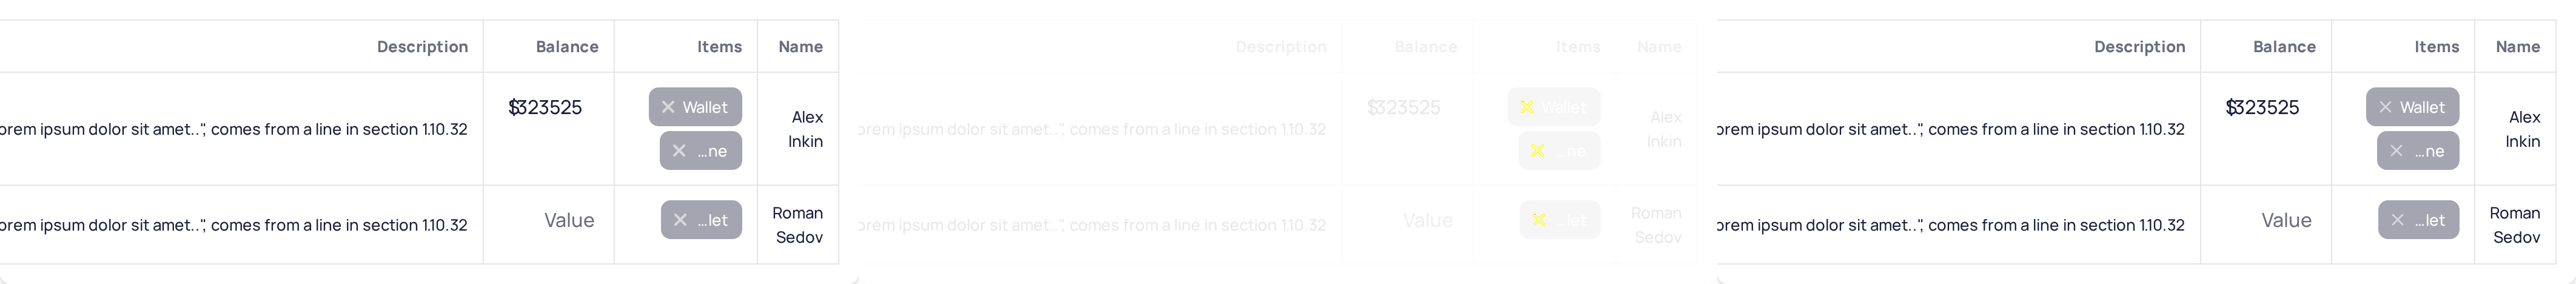 Description Balance Items Name
orem ipsum dolor sit amet..", comes from a line in section 1.10.32 $323525 Wallet Alex
Inkin
...ne
orem ipsum dolor sit amet..", comes from a line in section 1.10.32 Value ...let Roman
Sedov
Description Balance Items Name
orem ipsum dolor sit amet..", comes from a line in section 1.10.32 $323525 Wallet Alex
Inkin
...ne
orem ipsum dolor sit amet..", comes from a line in section 1.10.32 Value ...let Roman
Sedov
Description Balance Items Name
orem ipsum dolor sit amet..", comes from a line in section 1.10.32 $323525 Wallet Alex
Inkin
...ne
orem ipsum dolor sit amet..", comes from a line in section 1.10.32 Value ...let Roman
Sedov